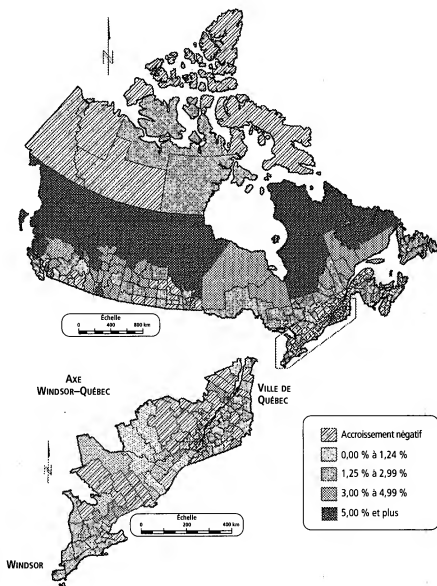 N
Échelle
0 400 800 km
AXE
WINDSOR–QUÉBEC
VILLE DE
QUÉBEC
Accroissement négatif
0,00 % à 1,24 %
1,25 % à 2,99 %
3,00 % à 4,99 %
5,00 % et plus
Échelle
0 200 400 km
WINDSOR